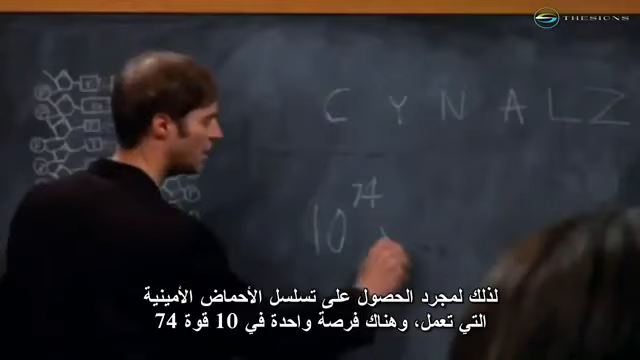 THESIGNS
C Y N A L Z
10^74
لذلك لمجرد الحصول على تسلسل الأحماض الأمينية
التي تعمل، وهناك فرصة واحدة في 10 قوة 74